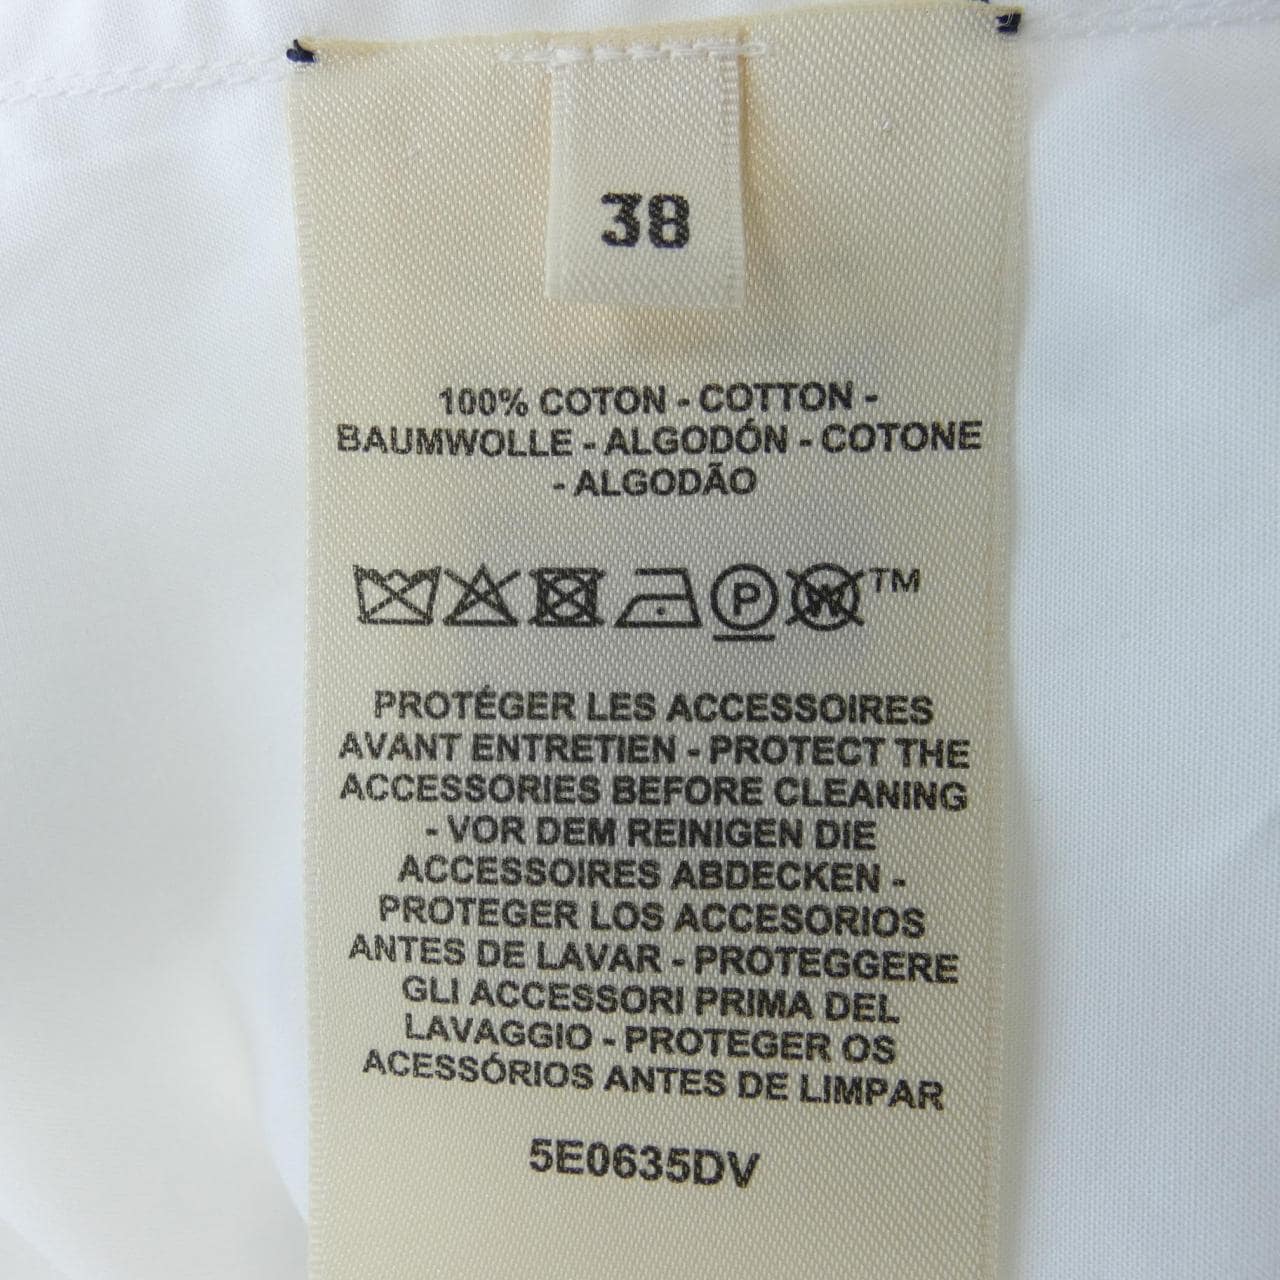 38
100% COTON - COTTON -
BAUMWOLLE - ALGODÓN - COTONE
- ALGODÃO
P W TM
PROTÉGER LES ACCESSOIRES
AVANT ENTRETIEN - PROTECT THE
ACCESSORIES BEFORE CLEANING
- VOR DEM REINIGEN DIE
ACCESSOIRES ABDECKEN -
PROTEGER LOS ACCESORIOS
ANTES DE LAVAR - PROTEGGERE
GLI ACCESSORI PRIMA DEL
LAVAGGIO - PROTEGER OS
ACESSÓRIOS ANTES DE LIMPAR
5E0635DV